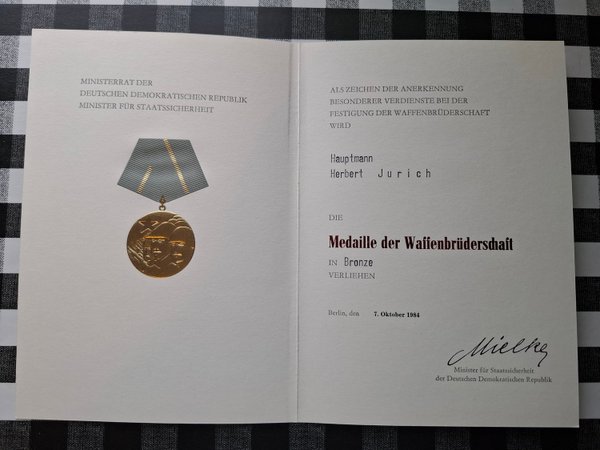 MINISTERRAT DER
DEUTSCHEN DEMOKRATISCHEN REPUBLIK
MINISTER FÜR STAATSSICHERHEIT
ALS ZEICHEN DER ANERKENNUNG
BESONDERER VERDIENSTE BEI DER
FESTIGUNG DER WAFFENBRÜDERSCHAFT
WIRD
Hauptmann
Herbert Jurich
DIE
Medaille der Waffenbrüderschaft
IN Bronze
VERLIEHEN
Berlin, den 7. Oktober 1984
Mielke
Minister für Staatssicherheit
der Deutschen Demokratischen Republik